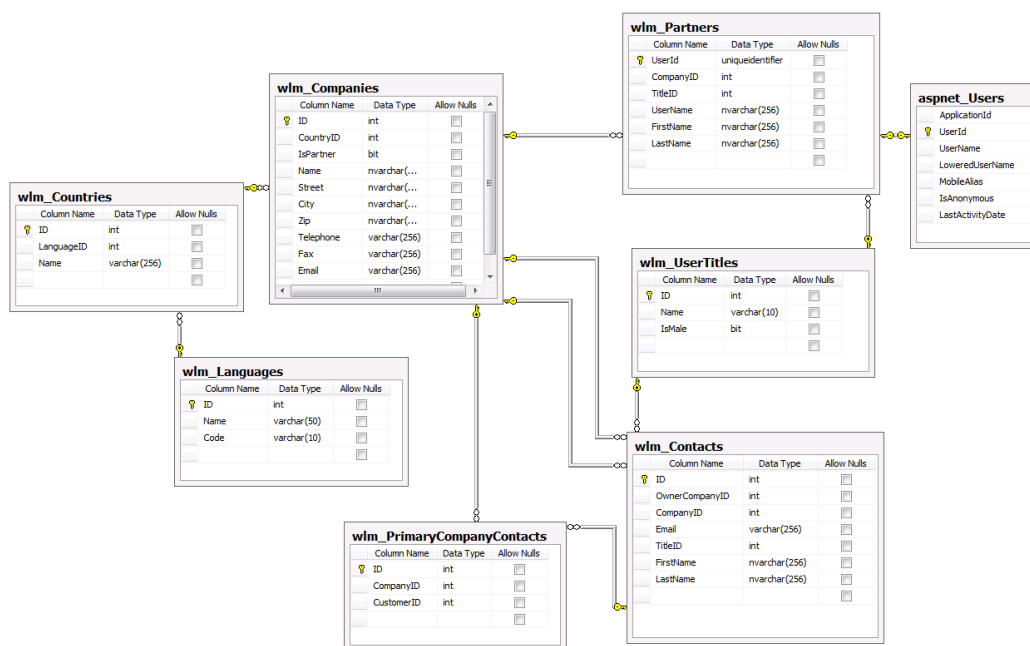 wlm_Partners
Column Name Data Type Allow Nulls
UserId uniqueidentifier
CompanyID int
TitleID int
UserName nvarchar(256)
FirstName nvarchar(256)
LastName nvarchar(256)
wlm_Companies
Column Name Data Type Allow Nulls
ID int
CountryID int
IsPartner bit
Name nvarchar(...
Street nvarchar(...
City nvarchar(...
Zip nvarchar(...
Telephone varchar(256)
Fax varchar(256)
Email varchar(256)
aspnet_Users
ApplicationId
UserId
UserName
LoweredUserName
MobileAlias
IsAnonymous
LastActivityDate
wlm_Countries
Column Name Data Type Allow Nulls
ID int
LanguageID int
Name varchar(256)
wlm_UserTitles
Column Name Data Type Allow Nulls
ID int
Name varchar(10)
IsMale bit
wlm_Languages
Column Name Data Type Allow Nulls
ID int
Name varchar(50)
Code varchar(10)
wlm_Contacts
Column Name Data Type Allow Nulls
ID int
OwnerCompanyID int
CompanyID int
Email varchar(256)
TitleID int
FirstName nvarchar(256)
LastName nvarchar(256)
wlm_PrimaryCompanyContacts
Column Name Data Type Allow Nulls
ID int
CompanyID int
CustomerID int